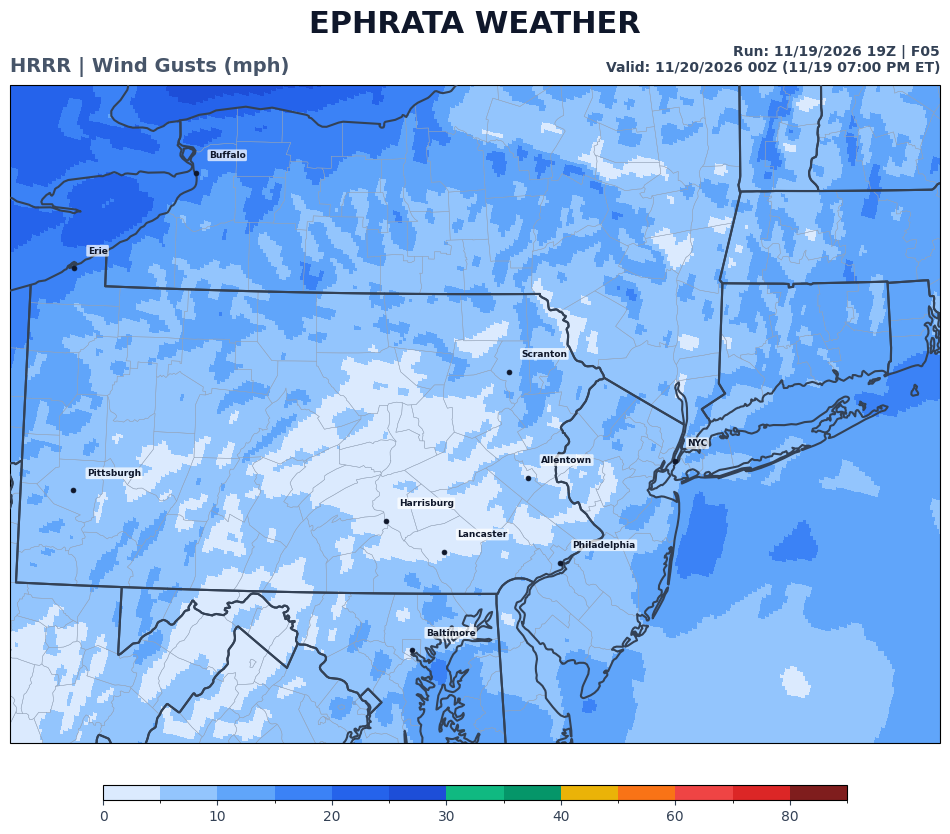 EPHRATA WEATHER
HRRR | Wind Gusts (mph)
Run: 11/19/2026 19Z | F05
Valid: 11/20/2026 00Z (11/19 07:00 PM ET)
Buffalo
Erie
Scranton
NYC
Allentown
Pittsburgh
Harrisburg
Lancaster
Philadelphia
Baltimore
0 10 20 30 40 50 60 70 80